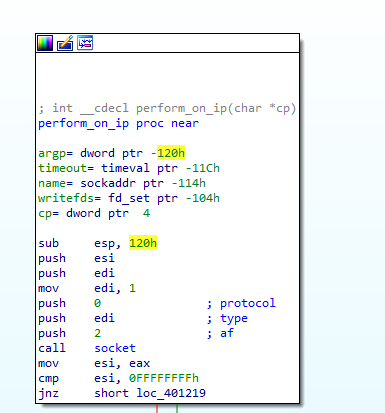 ; int __cdecl perform_on_ip(char *cp)
perform_on_ip proc near
argp= dword ptr -120h
timeout= timeval ptr -11Ch
name= sockaddr ptr -114h
writefds= fd_set ptr -104h
cp= dword ptr  4
sub     esp, 120h
push    esi
push    edi
mov     edi, 1
push    0               ; protocol
push    edi             ; type
push    2               ; af
call    socket
mov     esi, eax
cmp     esi, 0FFFFFFFFh
jnz     short loc_401219